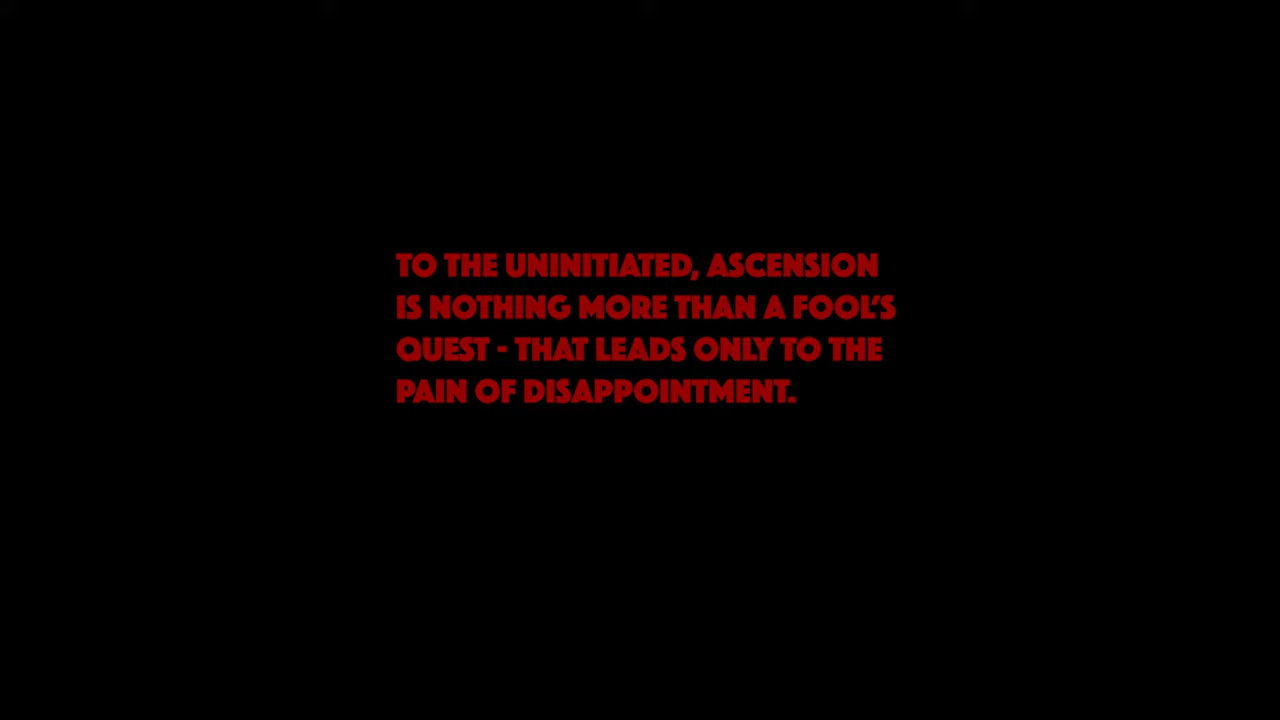 TO THE UNINITIATED, ASCENSION
IS NOTHING MORE THAN A FOOL'S
QUEST - THAT LEADS ONLY TO THE
PAIN OF DISAPPOINTMENT.